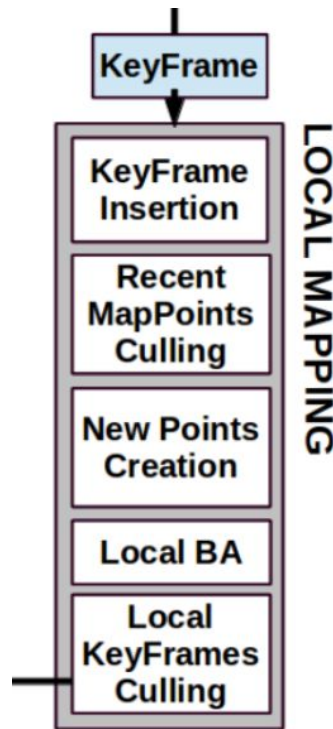 KeyFrame
KeyFrame
Insertion
Recent
MapPoints
Culling
New Points
Creation
Local BA
Local
KeyFrames
Culling
LOCAL MAPPING